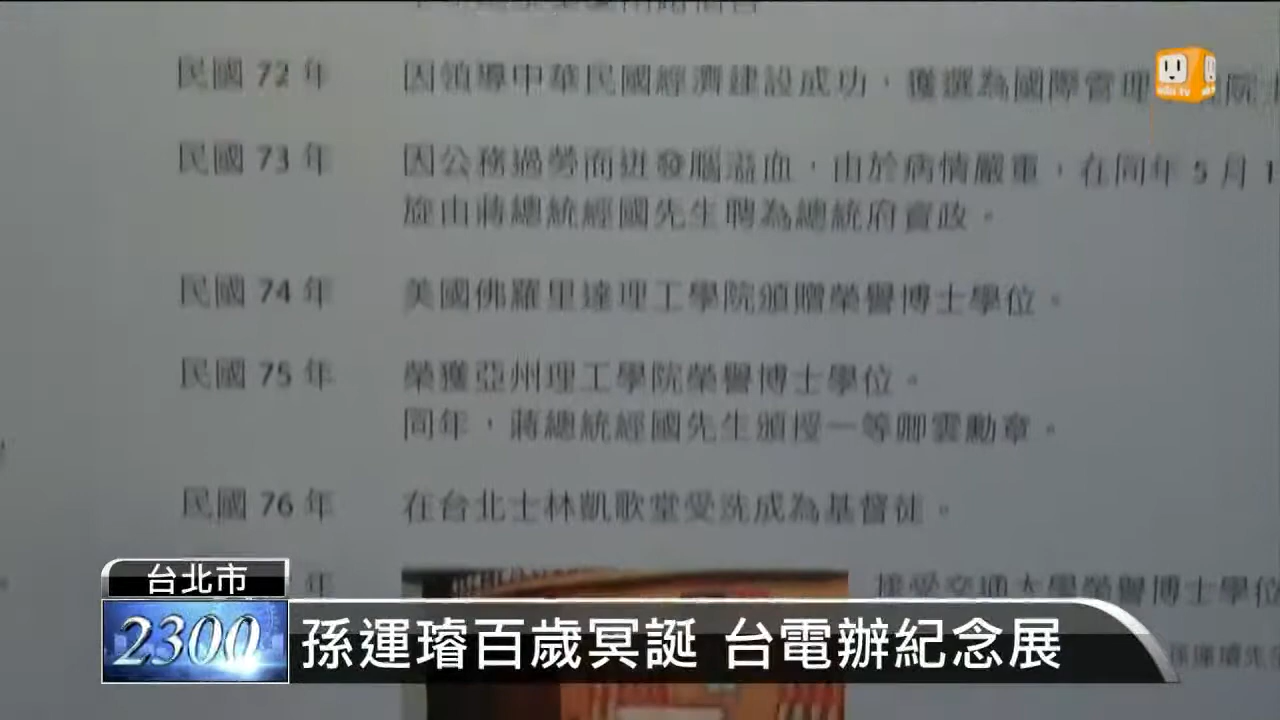 民國 72 年 因領導中華民國經濟建設成功，獲選為國際管理
民國 73 年 因公務過勞而迸發腦溢血，由於病情嚴重，在同年 5 月 1
旋由蔣總統經國先生聘為總統府資政。
民國 74 年 美國佛羅里達理工學院頒贈榮譽博士學位。
民國 75 年 榮獲亞州理工學院榮譽博士學位。
同年，蔣總統經國先生頒授一等卿雲勳章。
民國 76 年 在台北士林凱歌堂受洗成為基督徒。
年 接受交通大學榮譽博士學位
台北市
2300 孫運璿百歲冥誕 台電辦紀念展
孫運璿先